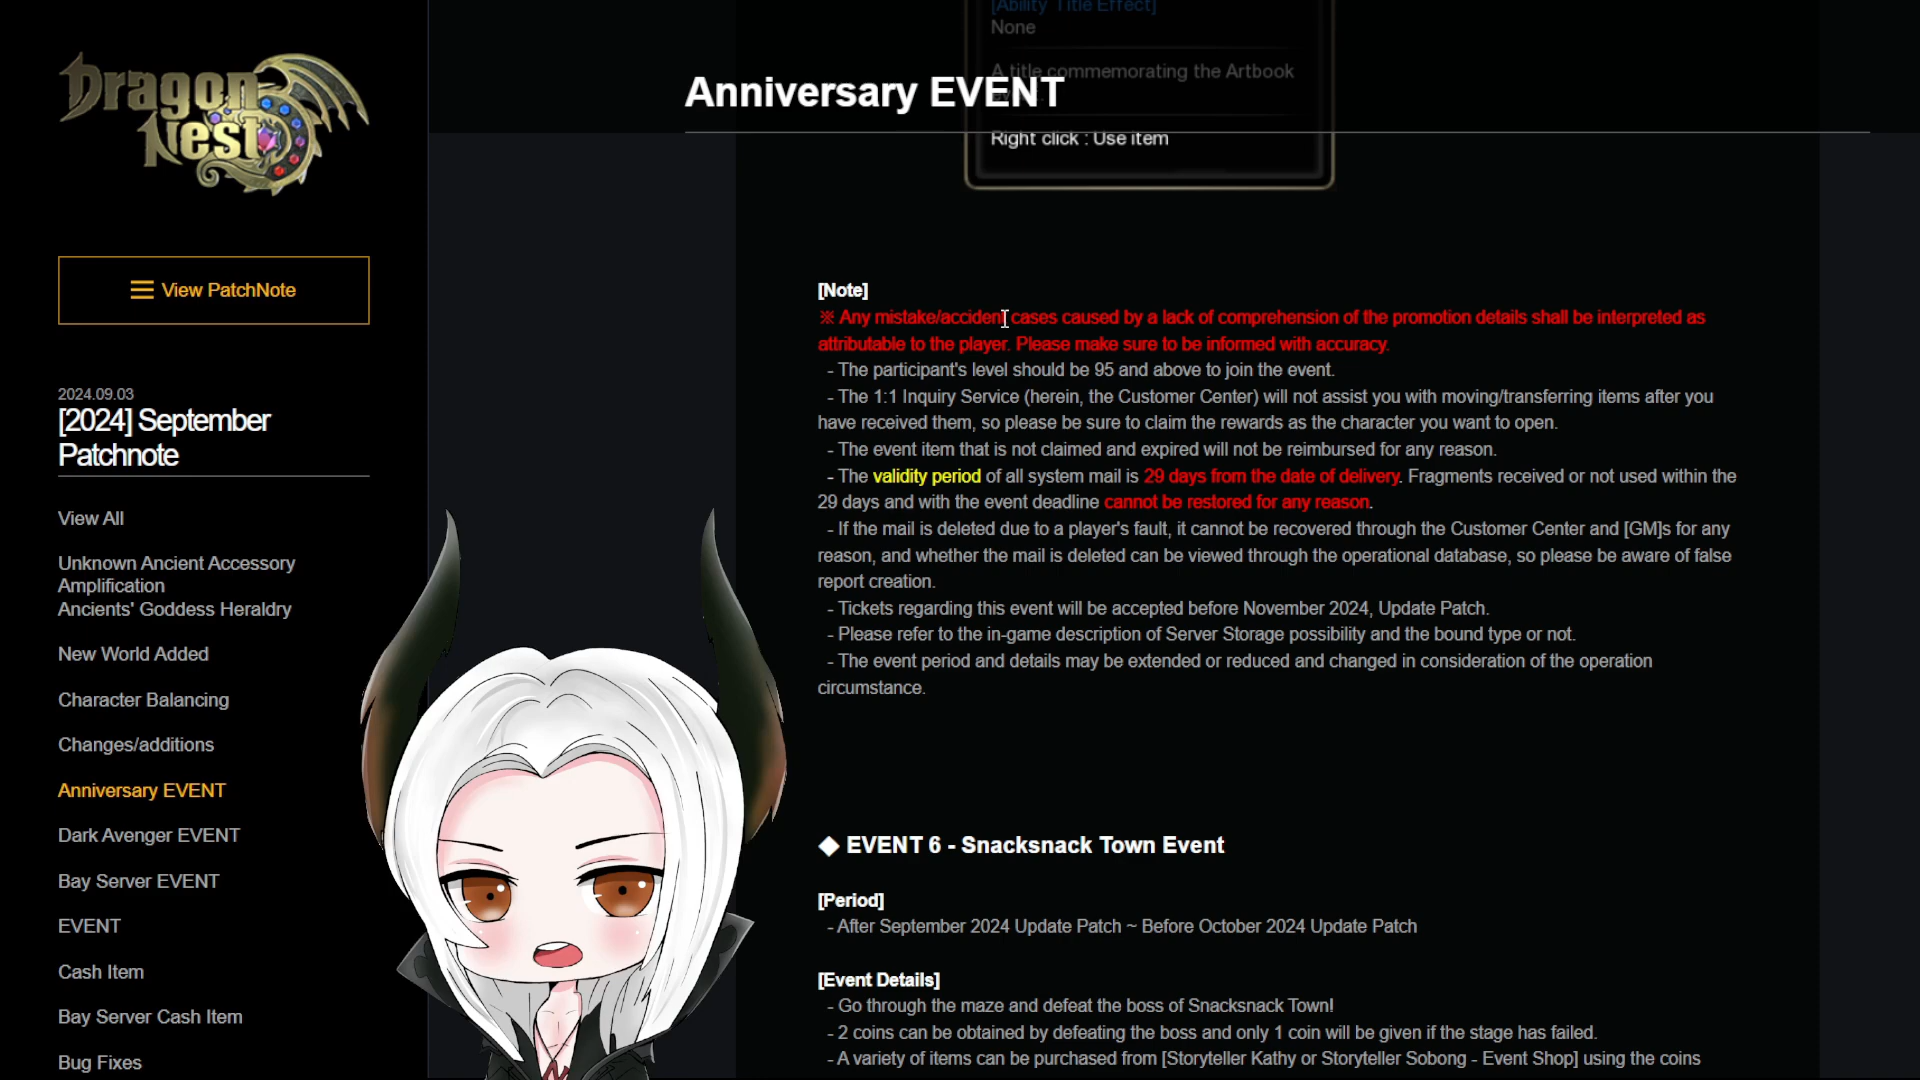 Dragon
Nest
View PatchNote
2024.09.03
[2024] September
Patchnote
View All
Unknown Ancient Accessory
Amplification
Ancients' Goddess Heraldry
New World Added
Character Balancing
Changes/additions
Anniversary EVENT
Dark Avenger EVENT
Bay Server EVENT
EVENT
Cash Item
Bay Server Cash Item
Bug Fixes
[Ability Title Effect]
None
A title commemorating the Artbook
Anniversary EVENT
Right click : Use item
[Note]
※ Any mistake/accident cases caused by a lack of comprehension of the promotion details shall be interpreted as
attributable to the player. Please make sure to be informed with accuracy.
- The participant's level should be 95 and above to join the event.
- The 1:1 Inquiry Service (herein, the Customer Center) will not assist you with moving/transferring items after you
have received them, so please be sure to claim the rewards as the character you want to open.
- The event item that is not claimed and expired will not be reimbursed for any reason.
- The validity period of all system mail is 29 days from the date of delivery. Fragments received or not used within the
29 days and with the event deadline cannot be restored for any reason.
- If the mail is deleted due to a player's fault, it cannot be recovered through the Customer Center and [GM]s for any
reason, and whether the mail is deleted can be viewed through the operational database, so please be aware of false
report creation.
- Tickets regarding this event will be accepted before November 2024, Update Patch.
- Please refer to the in-game description of Server Storage possibility and the bound type or not.
- The event period and details may be extended or reduced and changed in consideration of the operation
circumstance.
◆ EVENT 6 - Snacksnack Town Event
[Period]
- After September 2024 Update Patch ~ Before October 2024 Update Patch
[Event Details]
- Go through the maze and defeat the boss of Snacksnack Town!
- 2 coins can be obtained by defeating the boss and only 1 coin will be given if the stage has failed.
- A variety of items can be purchased from [Storyteller Kathy or Storyteller Sobong - Event Shop] using the coins